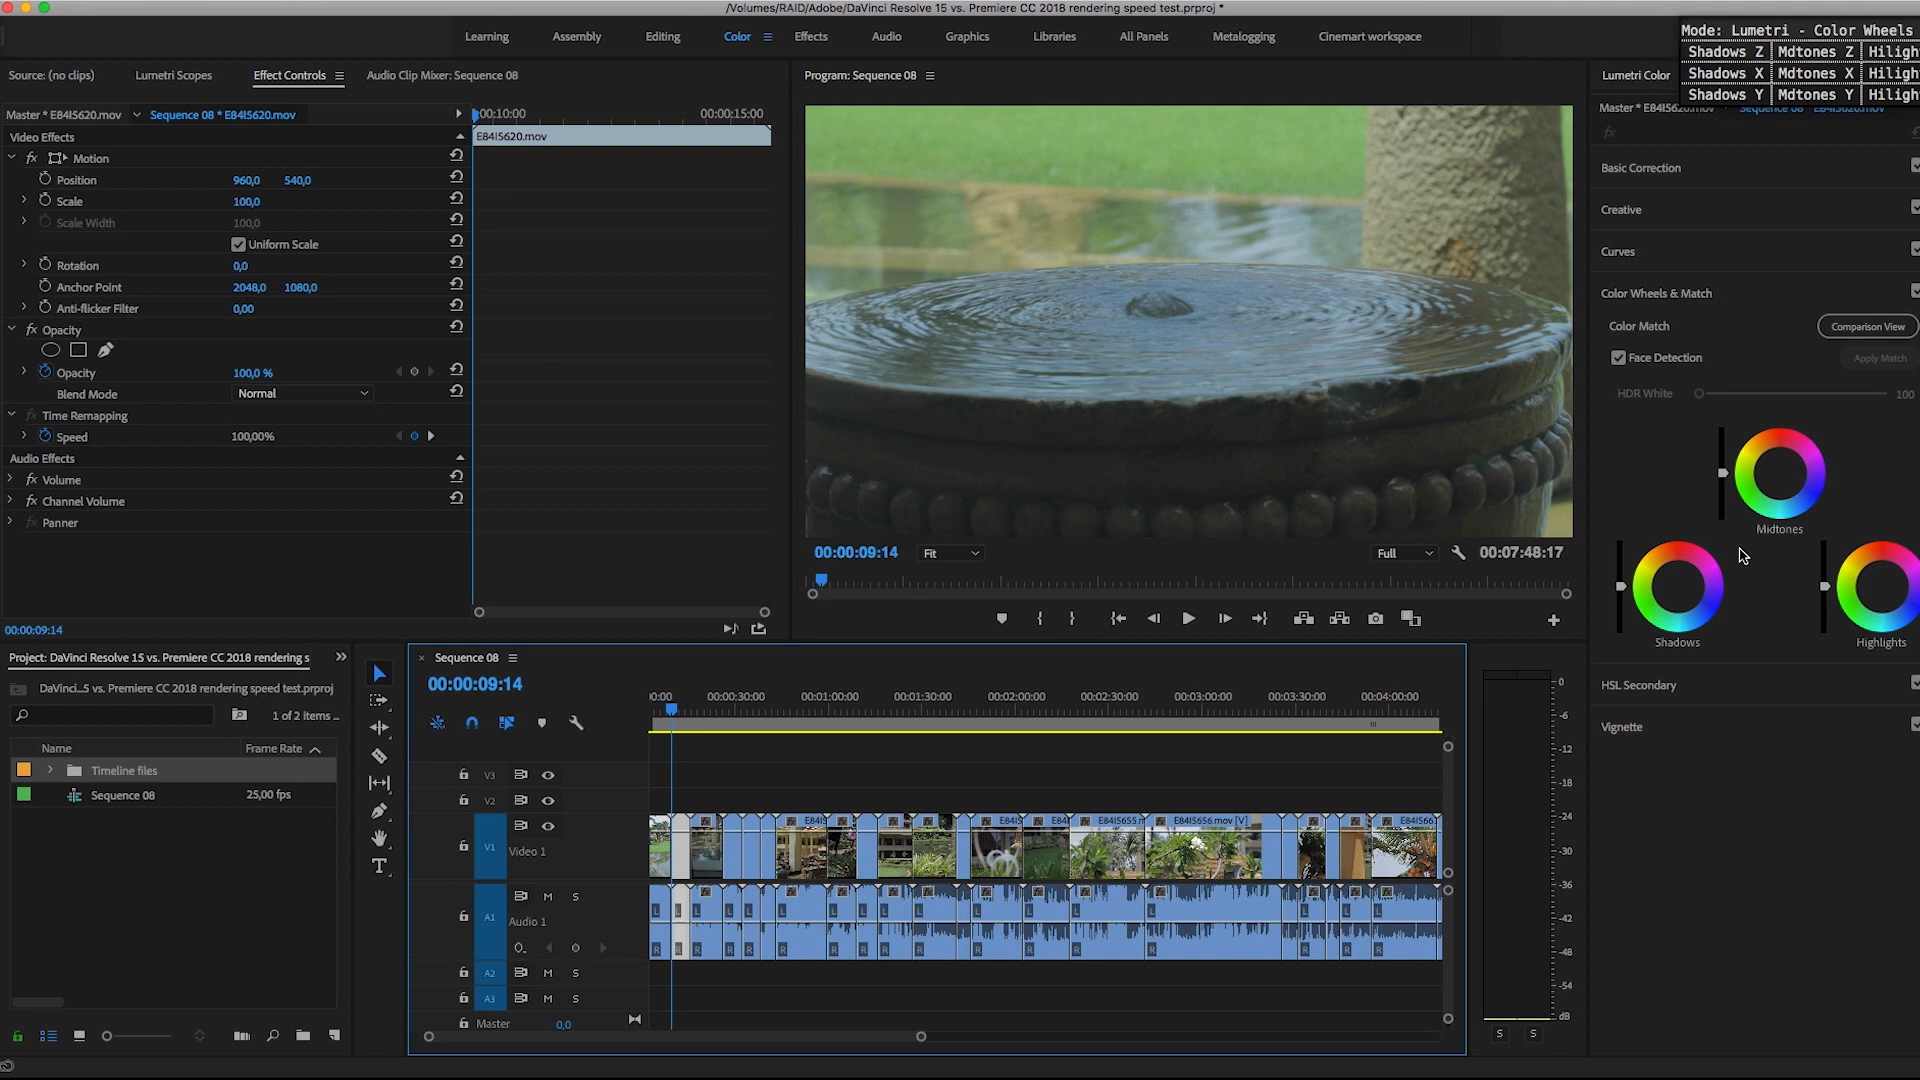 /Volumes/RAID/Adobe/DaVinci Resolve 15 vs. Premiere CC 2018 rendering speed test.prproj *
Learning Assembly Editing Color Effects Audio Graphics Libraries All Panels Metalogging Cinemart workspace
Mode: Lumetri - Color Wheels
Shadows Z Mdtones Z Hiligh
Shadows X Mdtones X Hiligh
Shadows Y Mdtones Y Hiligh
Source: (no clips) Lumetri Scopes Effect Controls Audio Clip Mixer: Sequence 08
Master * E84I5620.mov Sequence 08 * E84I5620.mov
:00:10:00 00:00:15:00
E84I5620.mov
Video Effects
fx Motion
Position 960,0 540,0
Scale 100,0
Scale Width 100,0
Uniform Scale
Rotation 0,0
Anchor Point 2048,0 1080,0
Anti-flicker Filter 0,00
fx Opacity
Opacity 100,0 %
Blend Mode Normal
fx Time Remapping
Speed 100,00%
Audio Effects
fx Volume
fx Channel Volume
fx Panner
00:00:09:14
Program: Sequence 08
00:00:09:14 Fit Full 00:07:48:17
Lumetri Color
Master * E84I5620.mov Sequence 08 * E84I5620.mov
fx
Basic Correction
Creative
Curves
Color Wheels & Match
Color Match Comparison View
Face Detection Apply Match
HDR White 100
Midtones
Shadows Highlights
HSL Secondary
Vignette
Project: DaVinci Resolve 15 vs. Premiere CC 2018 rendering s
DaVinci...5 vs. Premiere CC 2018 rendering speed test.prproj
1 of 2 items ...
Name Frame Rate
Timeline files
Sequence 08 25,00 fps
Sequence 08
00:00:09:14
00:00 00:00:30:00 00:01:00:00 00:01:30:00 00:02:00:00 00:02:30:00 00:03:00:00 00:03:30:00 00:04:00:00
V3
V2
V1 Video 1
fx E84I5 fx E84I5 E84I fx E84I5655.m fx E84I5656.mov [V] E84I566
A1 M S
Audio 1
L L L L L L L L L L L L L L L L
R R R R R R R R R R R R R R R R
A2 M S
A3 M S
Master 0,0
0
-6
-12
-18
-24
-30
-36
-42
-48
-54
dB
S S